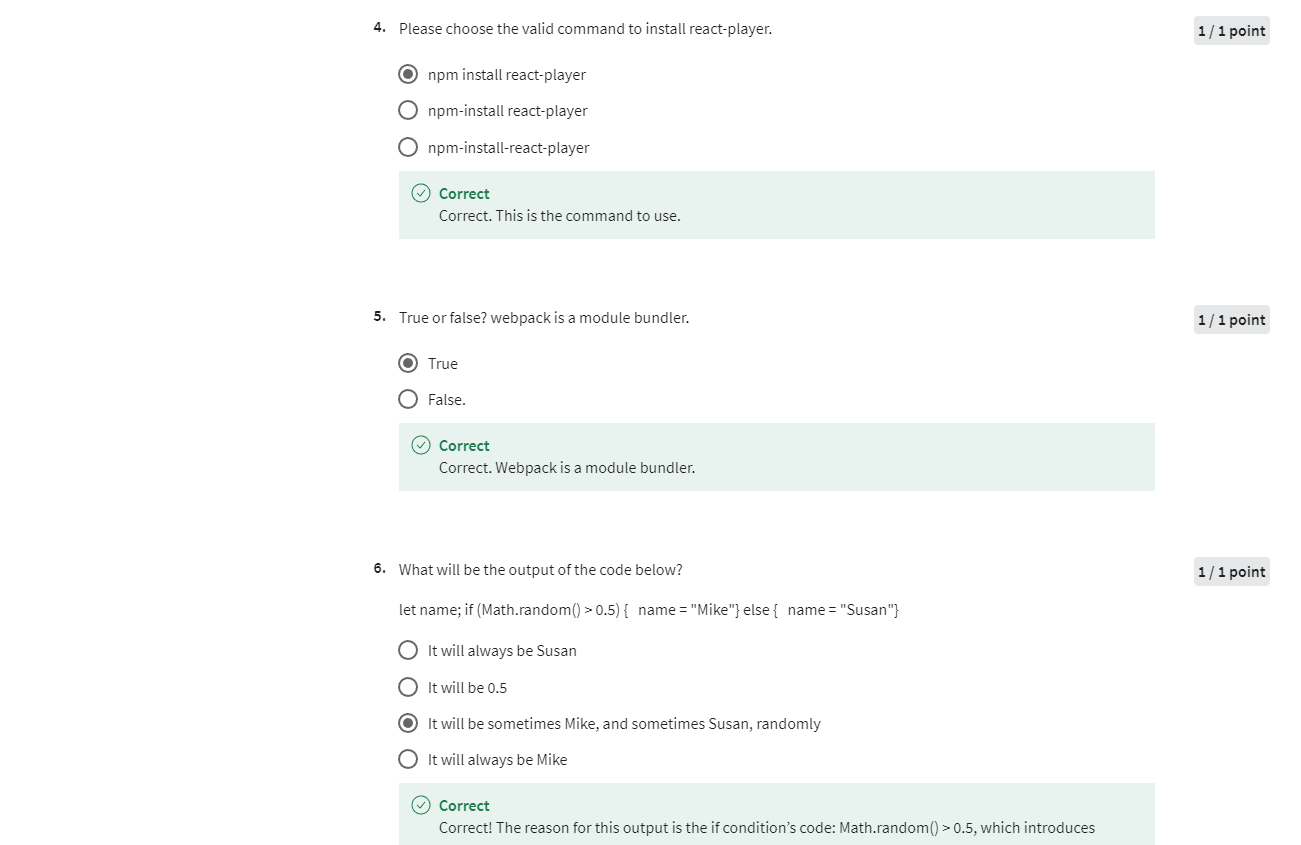 4. Please choose the valid command to install react-player.
1 / 1 point
npm install react-player
npm-install react-player
npm-install-react-player
Correct
Correct. This is the command to use.
5. True or false? webpack is a module bundler.
1 / 1 point
True
False.
Correct
Correct. Webpack is a module bundler.
6. What will be the output of the code below?
1 / 1 point
let name; if (Math.random() > 0.5) {  name = "Mike"} else {  name = "Susan"}
It will always be Susan
It will be 0.5
It will be sometimes Mike, and sometimes Susan, randomly
It will always be Mike
Correct
Correct! The reason for this output is the if condition’s code: Math.random() > 0.5, which introduces